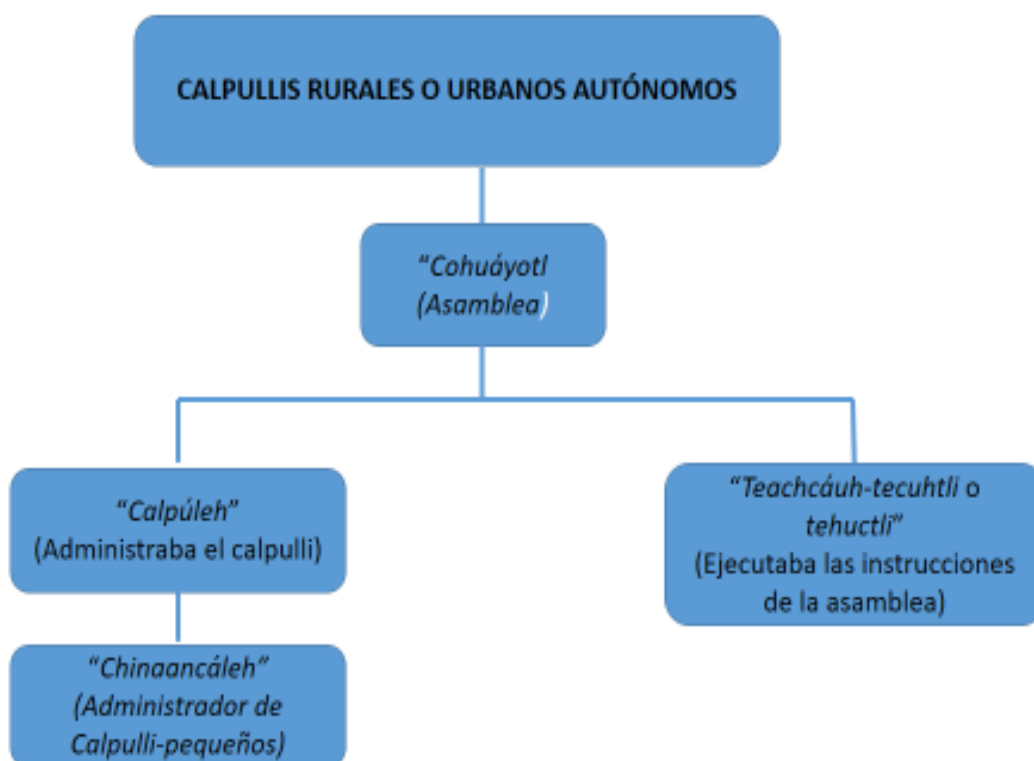 CALPULLIS RURALES O URBANOS AUTÓNOMOS
“Cohuáyotl
(Asamblea)
“Calpúleh”
(Administraba el calpulli)
“Teachcáuh-tecuhtli o
tehuctli”
(Ejecutaba las instrucciones
de la asamblea)
“Chinaancáleh”
(Administrador de
Calpulli-pequeños)